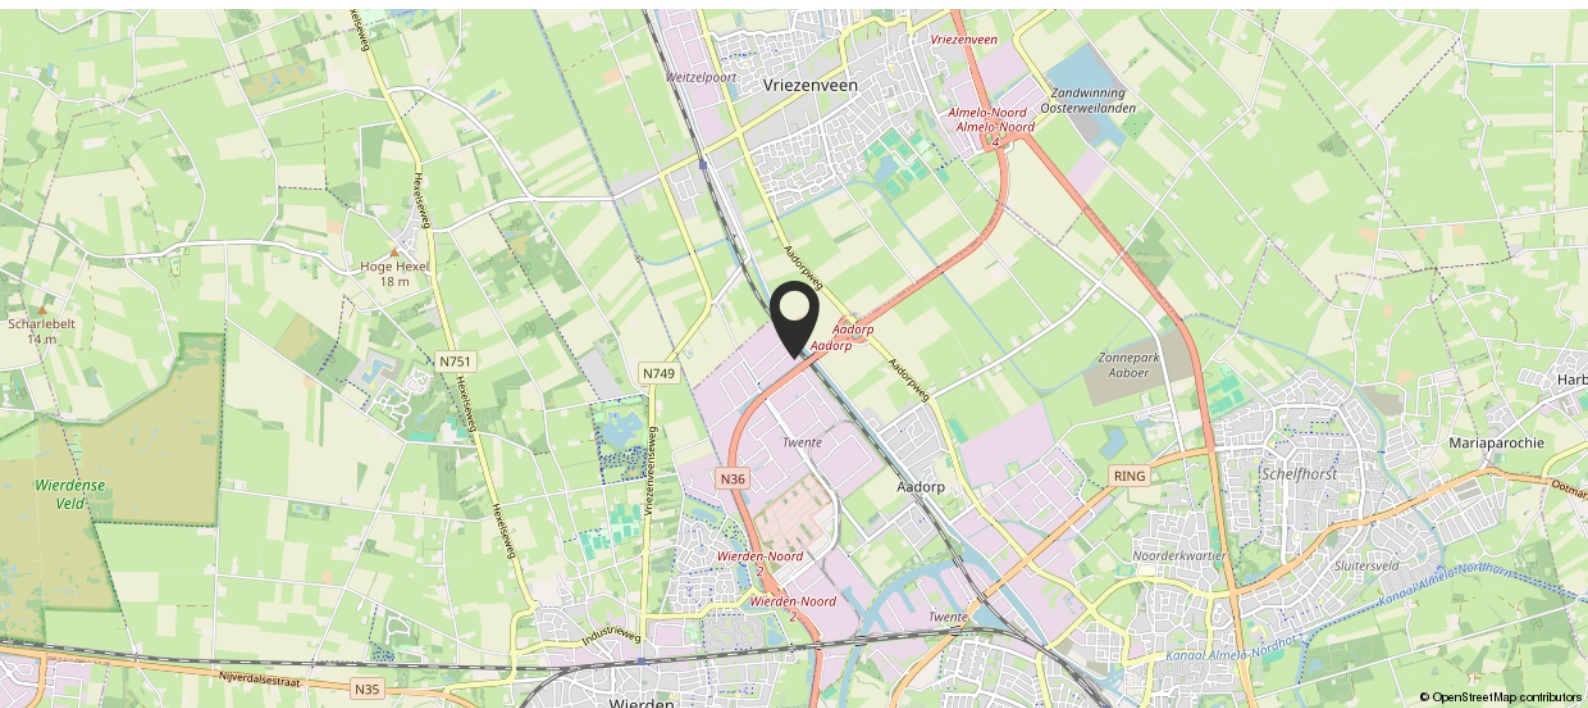 xelseweg
Weitzelpoort
Vriezenveen
Vriezenveen
Zandwinning
Oosterweilanden
Almelo-Noord
Almelo-Noord
4
Hexelseweg
Hoge Hexel
18 m
Aadorpweg
Scharlebelt
14 m
Aadorp
Aadorp
N751
N749
Zonnepark
Aaboer
Aadorpweg
Harb
Hexelseweg
Twente
Mariaparochie
Vriezenveenseweg
N36
RING
Schelfhorst
Wierdense
Veld
Aadorp
Ootmar
Hexelseweg
Wierden-Noord
2
Noorderkwartier
Sluitersveld
Kanaal Almelo-Nordhorn
Wierden-Noord
2
Twente
Industrieweg
Kanaal Almelo-Nordhor
Nijverdalsestraat
N35
Wierden
© OpenStreetMap contributors